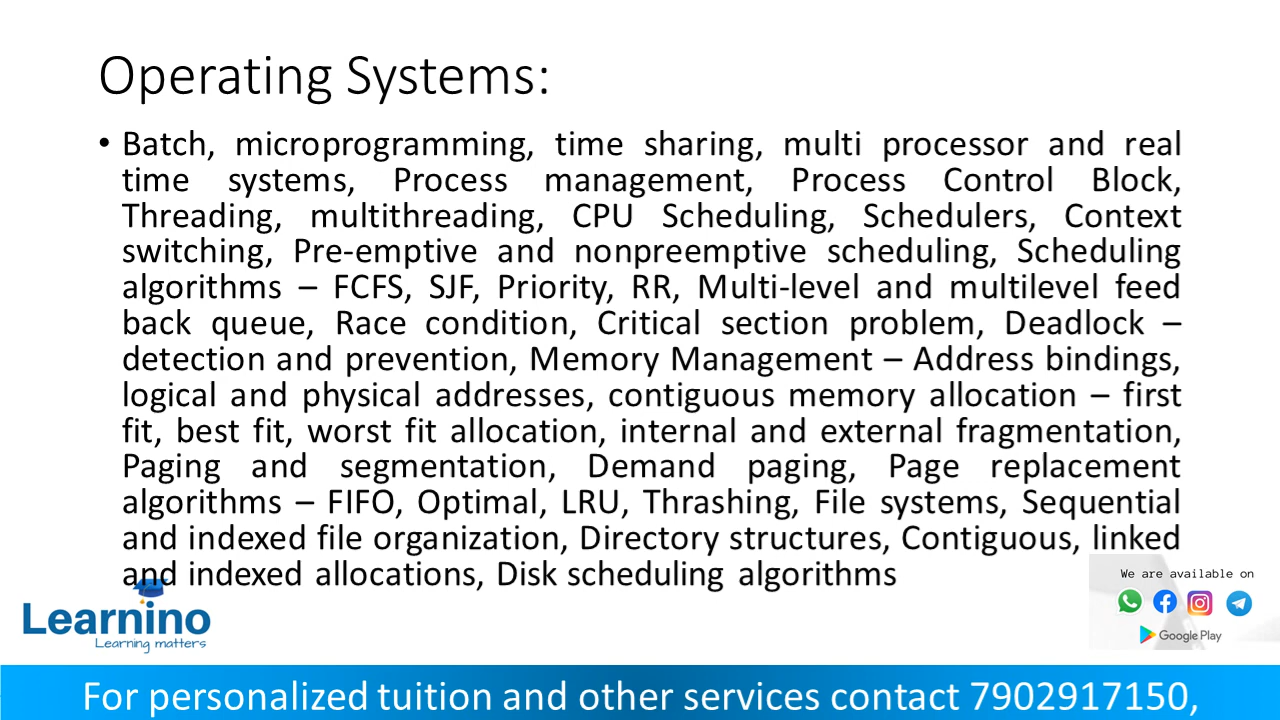 Operating Systems:
• Batch, microprogramming, time sharing, multi processor and real
time systems, Process management, Process Control Block,
Threading, multithreading, CPU Scheduling, Schedulers, Context
switching, Pre-emptive and nonpreemptive scheduling, Scheduling
algorithms – FCFS, SJF, Priority, RR, Multi-level and multilevel feed
back queue, Race condition, Critical section problem, Deadlock –
detection and prevention, Memory Management – Address bindings,
logical and physical addresses, contiguous memory allocation – first
fit, best fit, worst fit allocation, internal and external fragmentation,
Paging and segmentation, Demand paging, Page replacement
algorithms – FIFO, Optimal, LRU, Thrashing, File systems, Sequential
and indexed file organization, Directory structures, Contiguous, linked
and indexed allocations, Disk scheduling algorithms
Learnino
Learning matters
We are available on
Google Play
For personalized tuition and other services contact 7902917150,